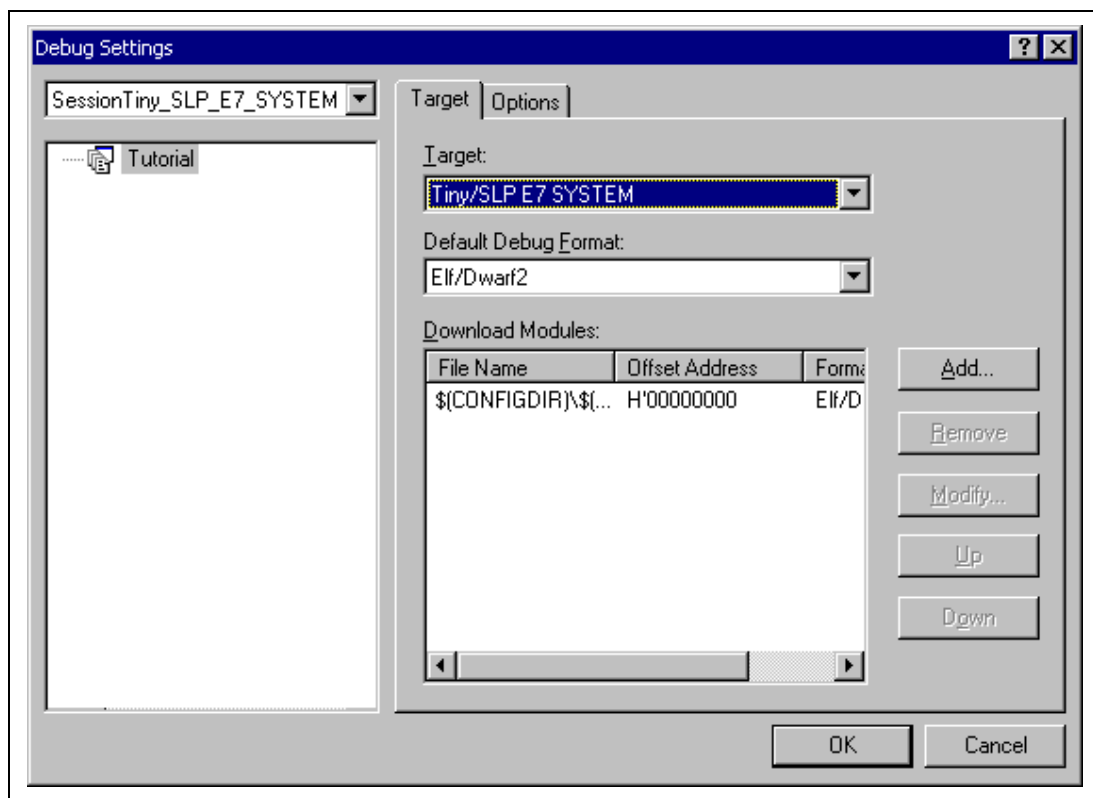 Debug Settings
SessionTiny_SLP_E7_SYSTEM
Tutorial
Target
Options
Target:
Tiny/SLP E7 SYSTEM
Default Debug Format:
Elf/Dwarf2
Download Modules:
File Name Offset Address Forma
$(CONFIGDIR)\$(... H'00000000 Elf/D
Add...
Remove
Modify...
Up
Down
OK
Cancel